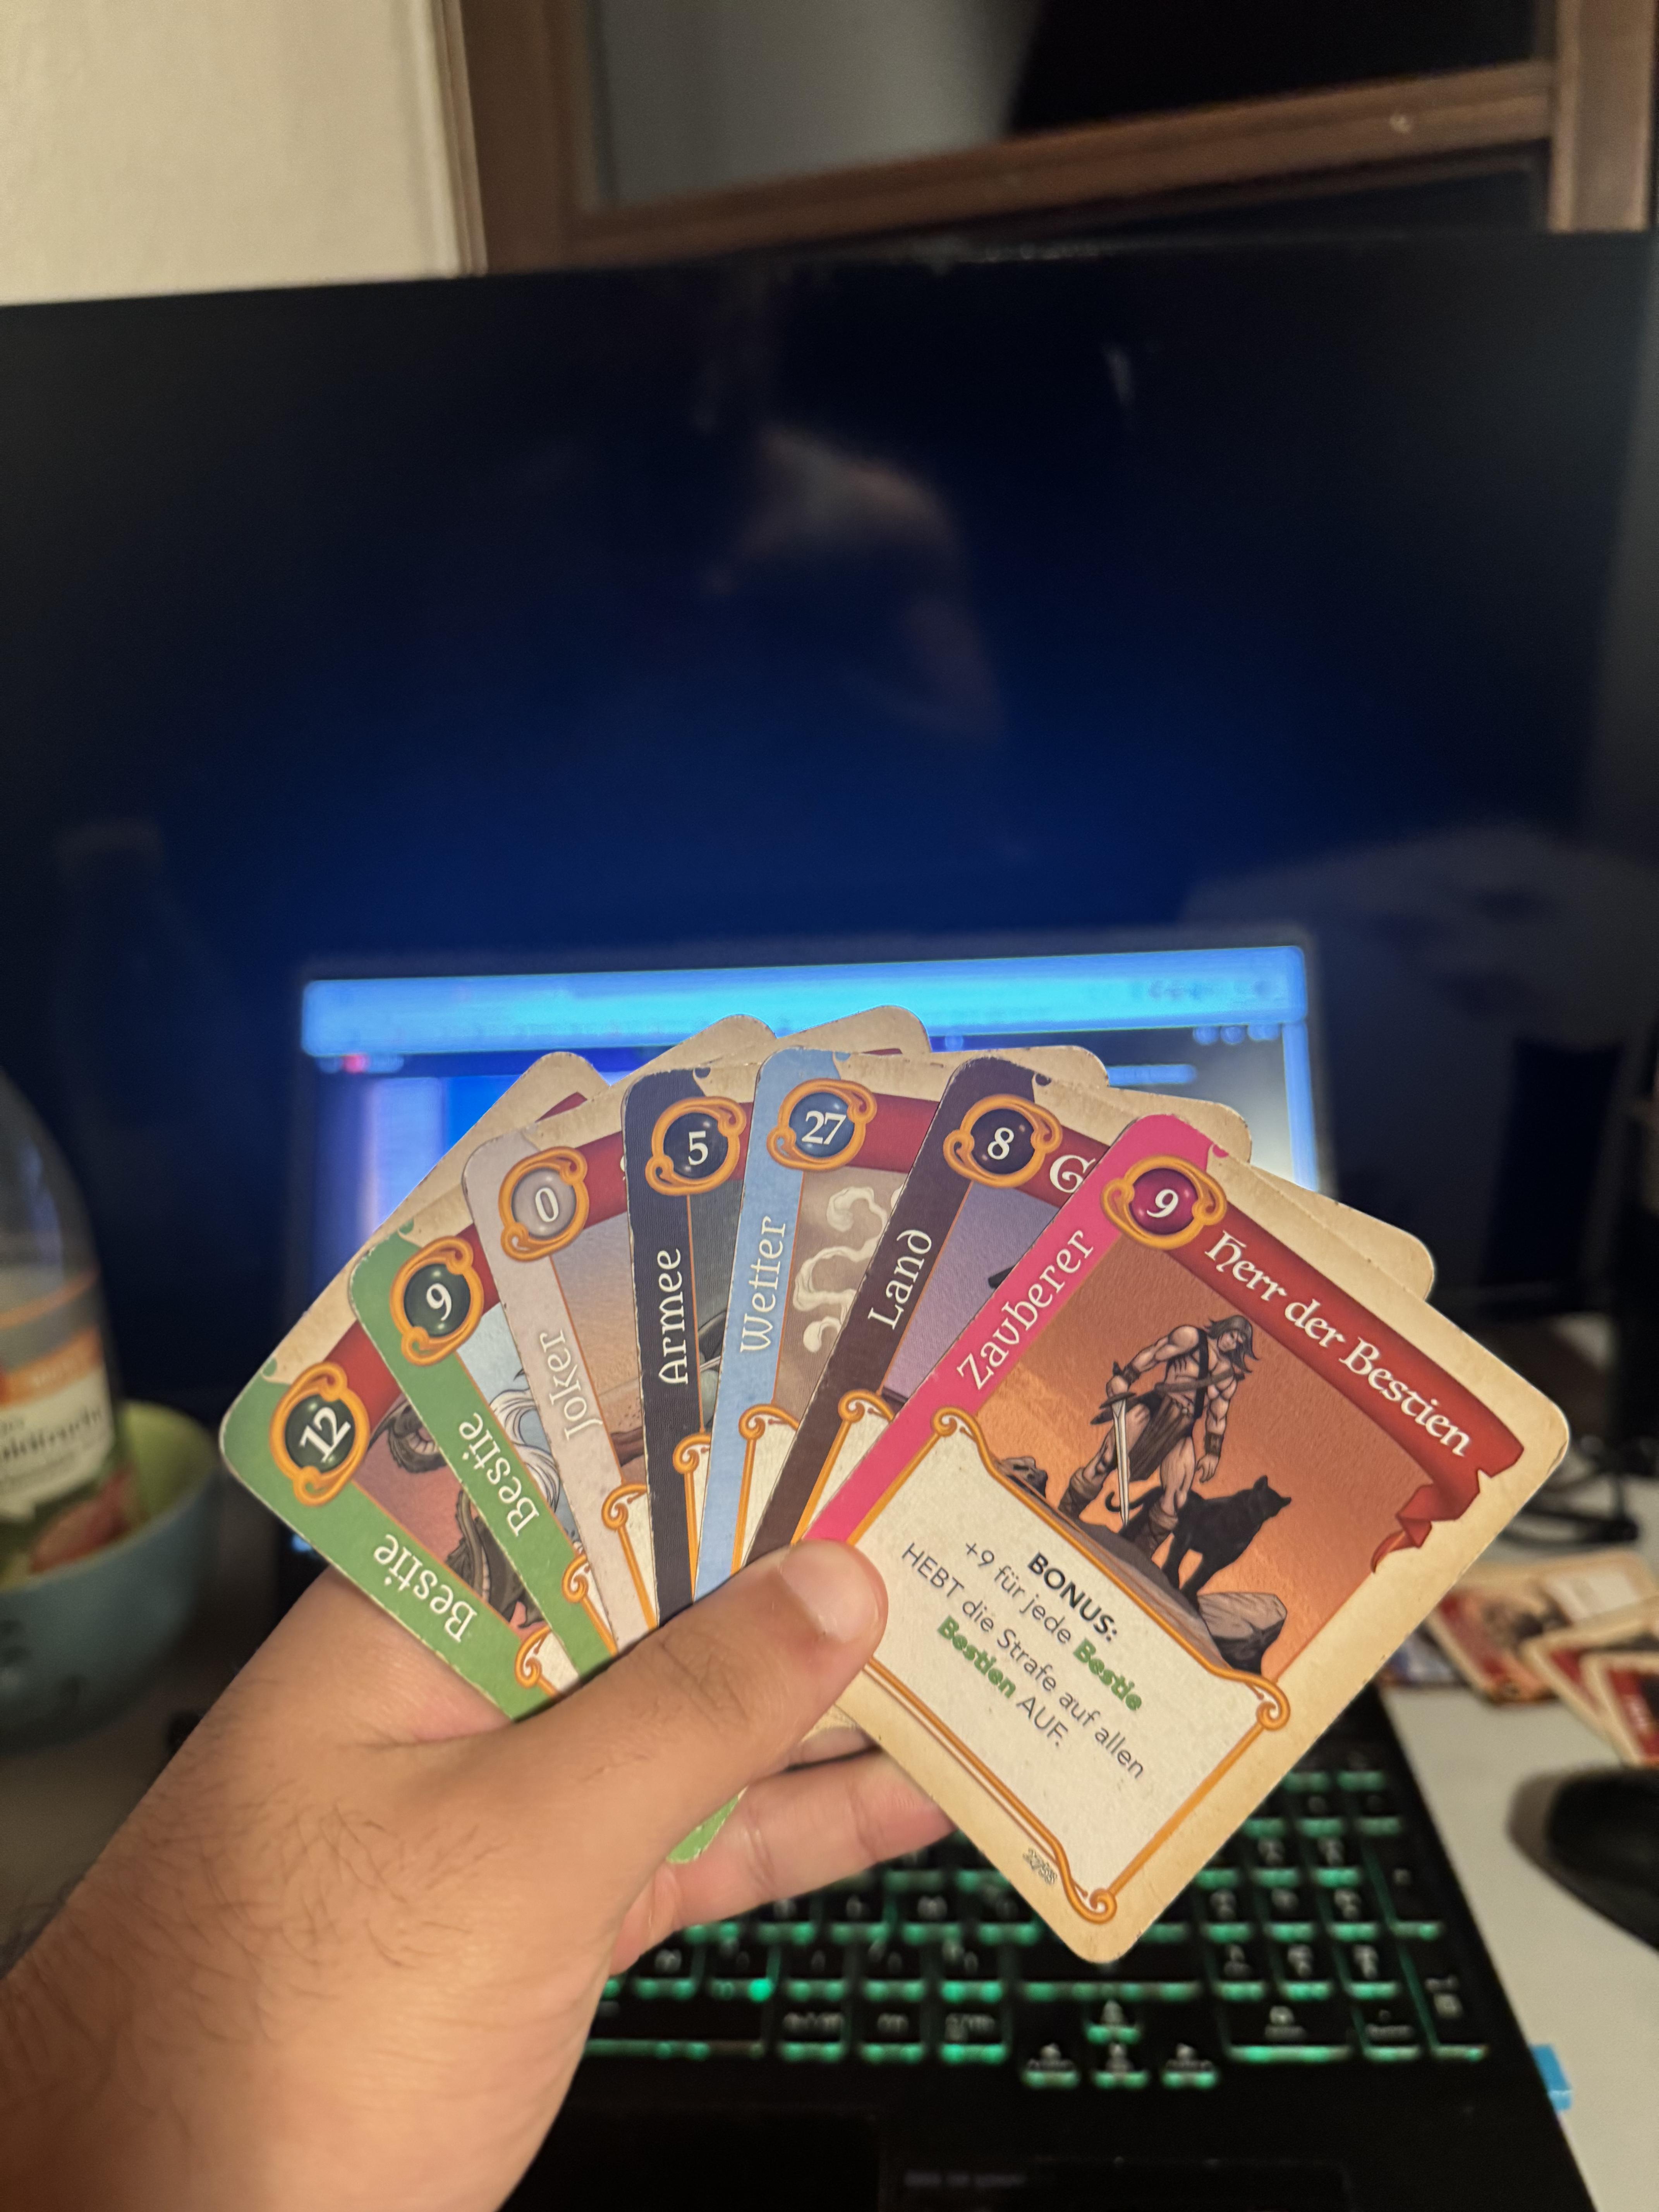 12
Bestie
9
Bestie
0
Joker
5
Armee
27
Wetter
8
G
Land
9
Herr der Bestien
Zauberer
BONUS:
+9 für jede Bestie
HEBT die Strafe auf allen
Bestien AUF.